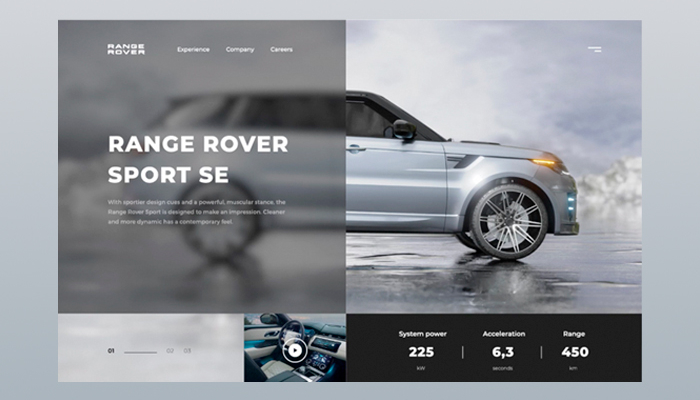 RANGE
ROVER
Experience Company Careers
RANGE ROVER
SPORT SE
With sportier design cues and a powerful, muscular stance, the
Range Rover Sport is designed to make an impression. Cleaner
and more dynamic has a contemporary feel.
01 02 03
System power Acceleration Range
225 6,3 450
kW seconds km